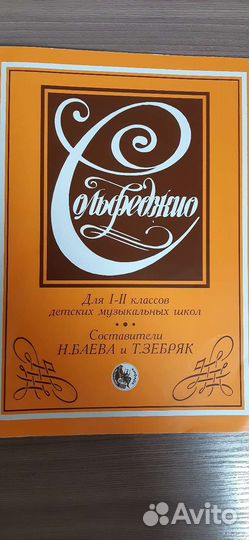 Сольфеджио
Для I-II классов
детских музыкальных школ
Составители
Н.БАЕВА и Т.ЗЕБРЯК
Avito